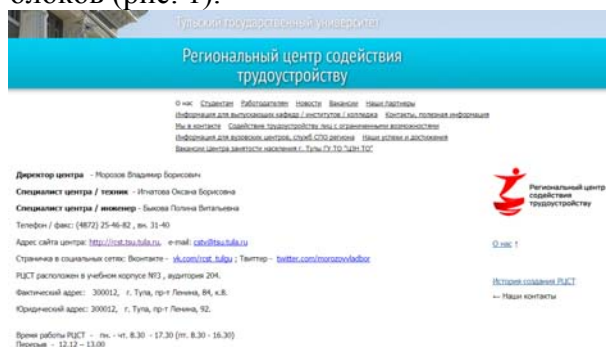 блоков (рис. 1).
Тульский государственный университет
Региональный центр содействия
трудоустройству
О нас Студентам Работодателям Новости Вакансии Наши партнеры
Информация для выпускающих кафедр / институтов / колледжа Контакты, полезная информация
Мы в контакте Содействие трудоустройству лиц с ограниченными возможностями
Информация для вузовских центров, служб СПО региона Наши успехи и достижения
Вакансии Центра занятости населения г. Тулы ГУ ТО "ЦЗН ТО"
Директор центра - Морозов Владимир Борисович
Специалист центра / техник - Игнатова Оксана Борисовна
Специалист центра / инженер - Быкова Полина Витальевна
Телефон / факс: (4872) 25-46-82 , вн. 31-40
Адрес сайта центра: http://rcst.tsu.tula.ru, e-mail: cstv@tsu.tula.ru
Страничка в социальных сетях: Вконтакте - vk.com/rcst_tulgu ; Твиттер - twitter.com/morozovvladbor
РЦСТ расположен в учебном корпусе №3 , аудитория 204.
Фактический адрес: 300012, г. Тула, пр-т Ленина, 84, к.8.
Юридический адрес: 300012, г. Тула, пр-т Ленина, 92.
Время работы РЦСТ - пн. - чт. 8.30 - 17.30 (пт. 8.30 - 16.30)
Перерыв - 12.12 – 13.00
Региональный центр
содействия
трудоустройству
О нас ↑
История создания РЦСТ
← Наши контакты